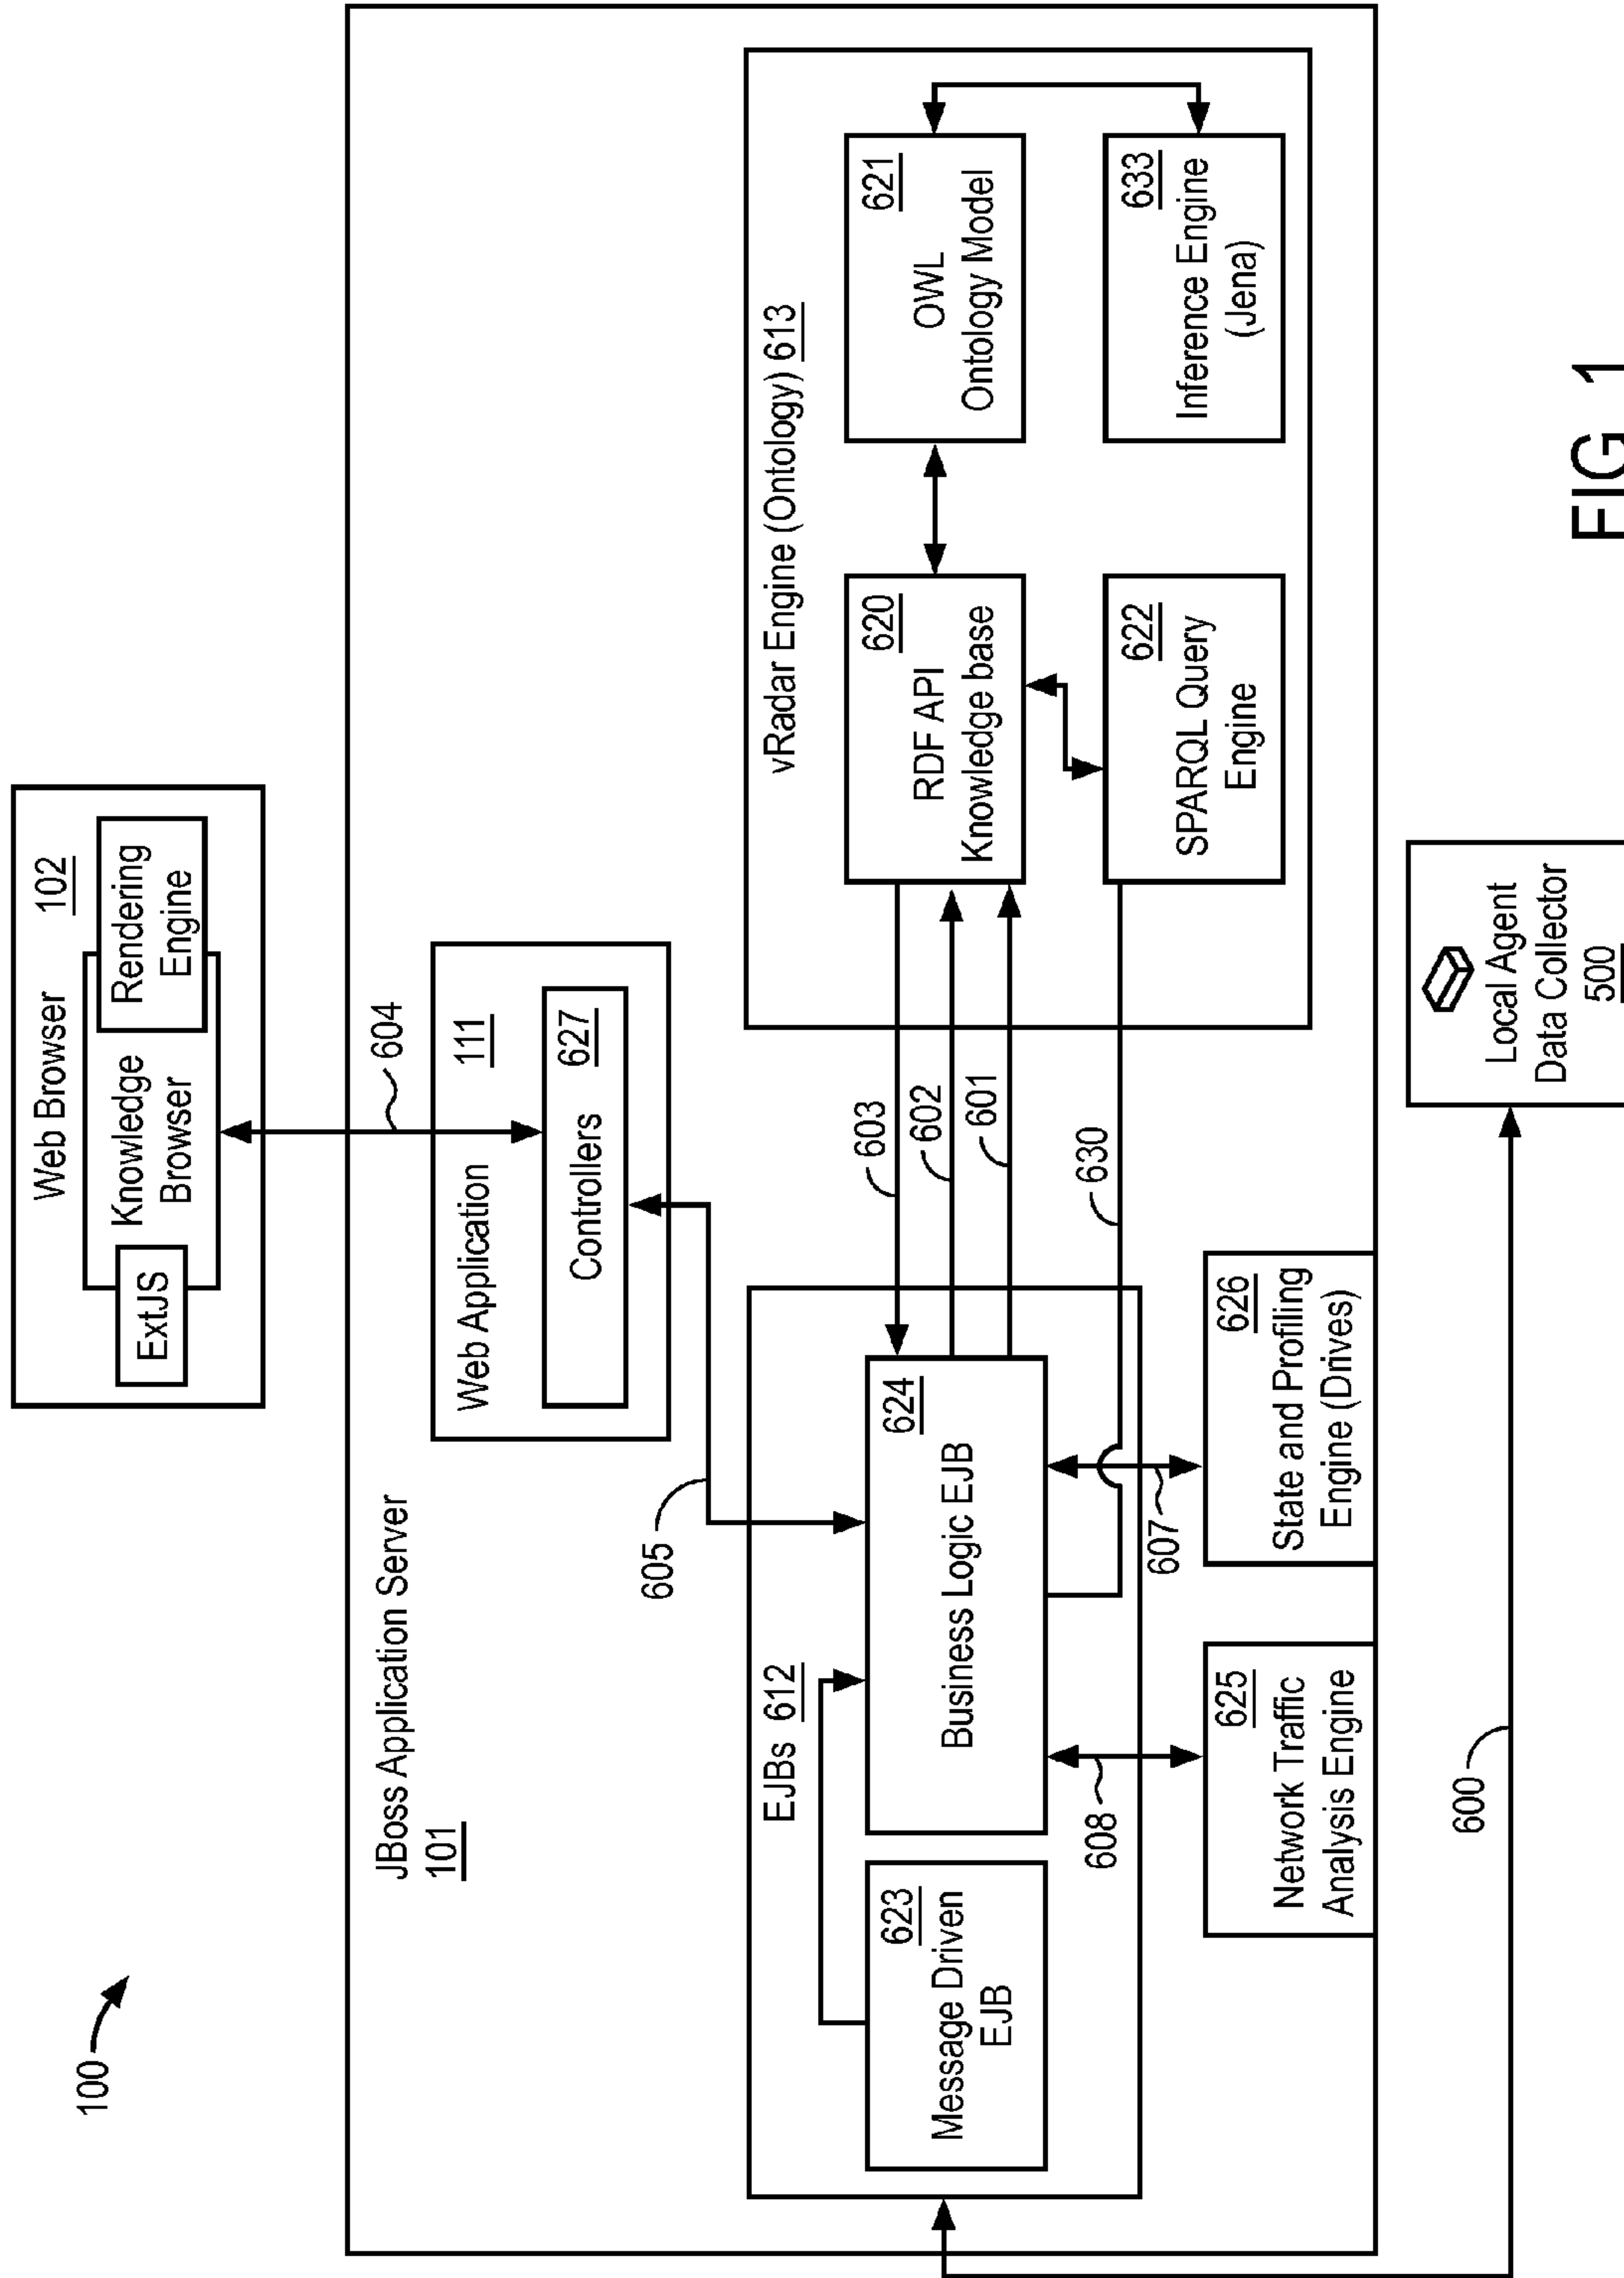 100
Web Browser
102
ExtJS
Knowledge
Browser
Rendering
Engine
604
JBoss Application Server
101
Web Application
111
Controllers
627
605
EJBs 612
623
Message Driven
EJB
624
Business Logic EJB
603
602
601
630
vRadar Engine (Ontology) 613
620
RDF API
Knowledge base
621
OWL
Ontology Model
622
SPARQL Query
Engine
633
Inference Engine
(Jena)
608
607
625
Network Traffic
Analysis Engine
626
State and Profiling
Engine (Drives)
600
Local Agent
Data Collector
500
FIG. 1